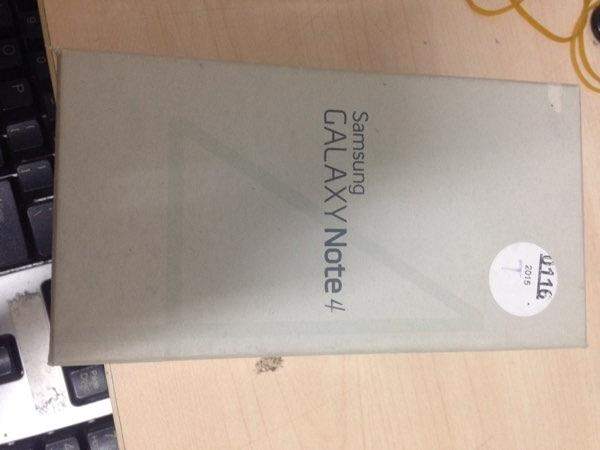 Samsung
GALAXY Note 4
0116
2015
P